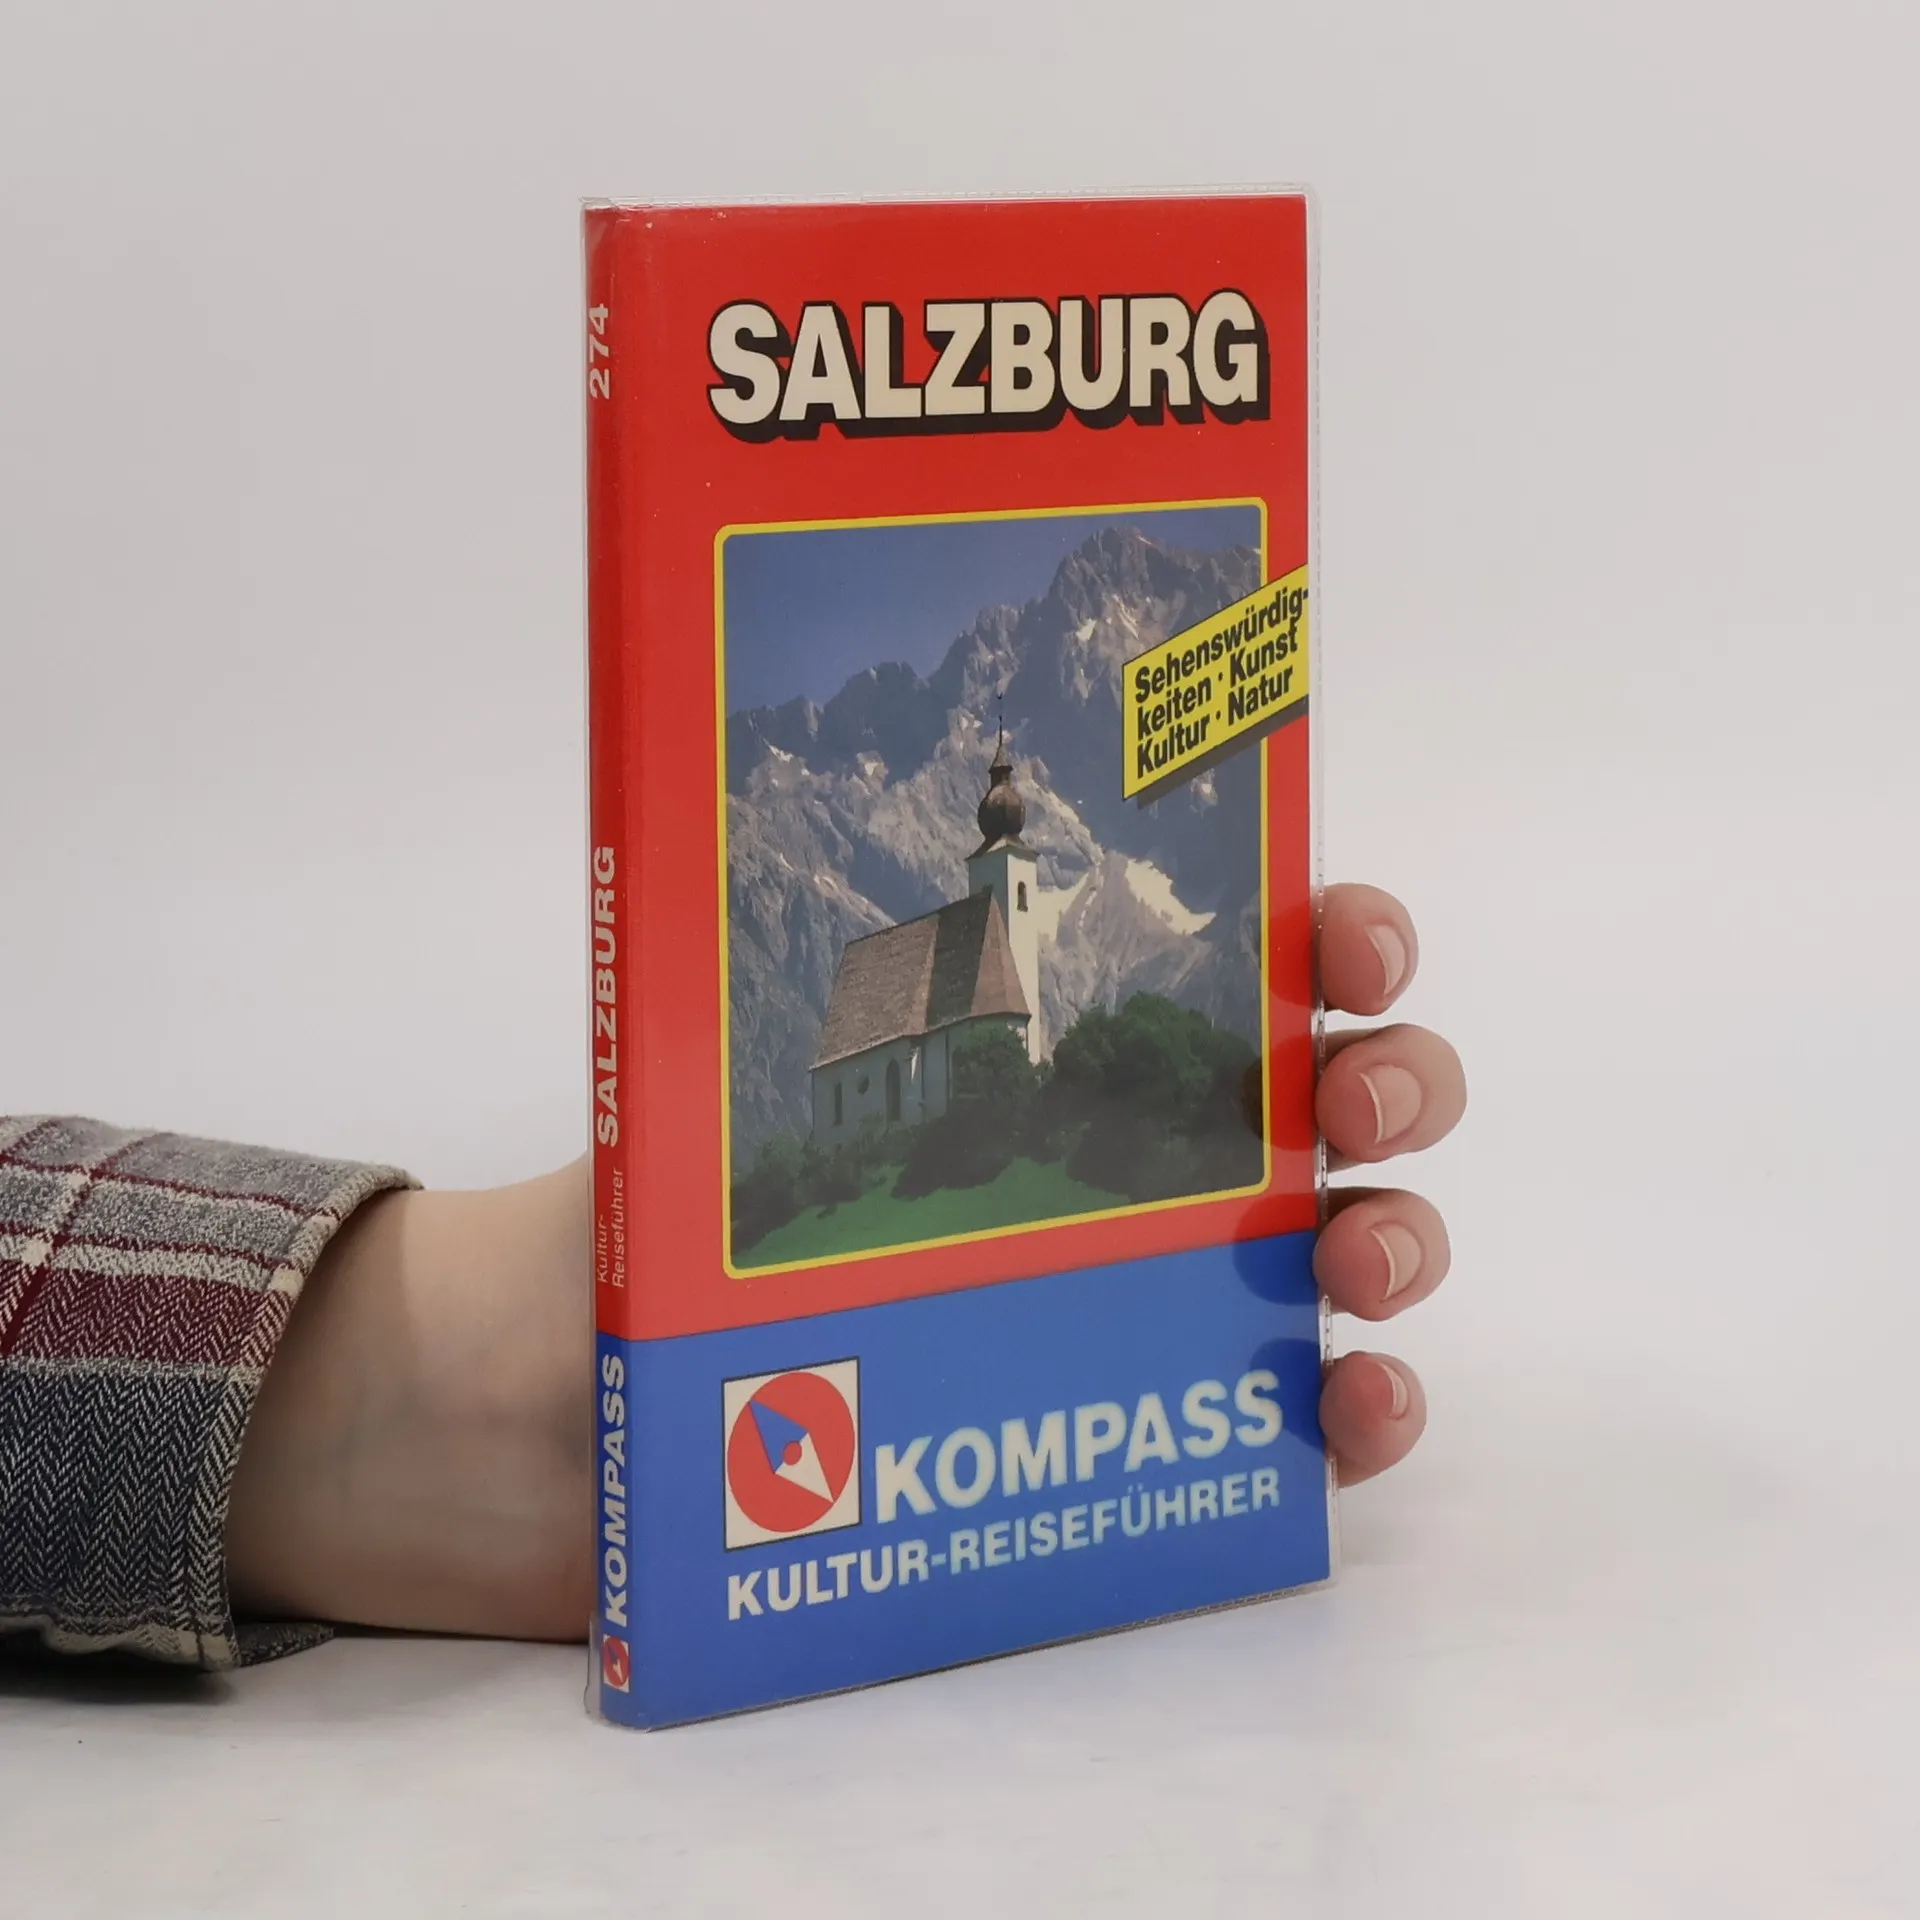 SALZBURG
Sehenswürdig-
keiten · Kunst
Kultur · Natur
KOMPASS
KULTUR-REISEFÜHRER
274
SALZBURG
Kultur-
Reiseführer
KOMPASS